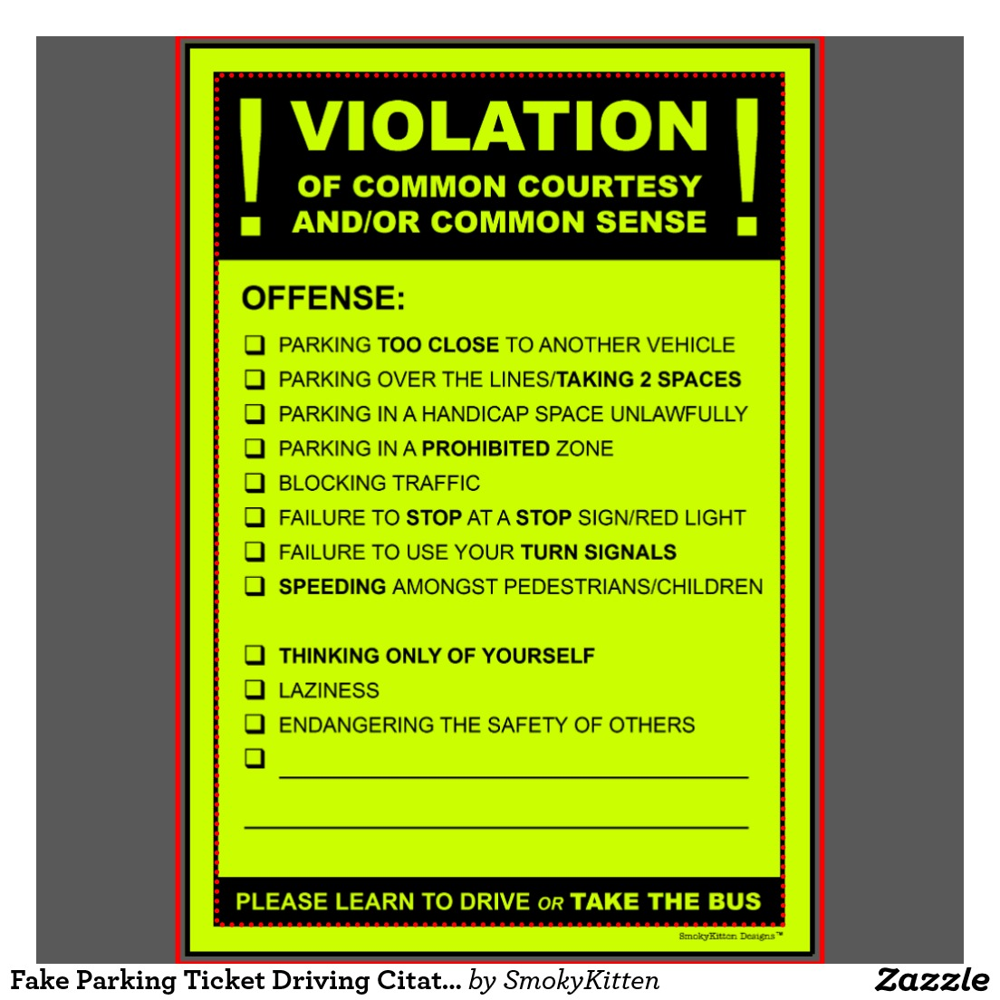 ! VIOLATION !
OF COMMON COURTESY
AND/OR COMMON SENSE
OFFENSE:
❑ PARKING TOO CLOSE TO ANOTHER VEHICLE
❑ PARKING OVER THE LINES/TAKING 2 SPACES
❑ PARKING IN A HANDICAP SPACE UNLAWFULLY
❑ PARKING IN A PROHIBITED ZONE
❑ BLOCKING TRAFFIC
❑ FAILURE TO STOP AT A STOP SIGN/RED LIGHT
❑ FAILURE TO USE YOUR TURN SIGNALS
❑ SPEEDING AMONGST PEDESTRIANS/CHILDREN
❑ THINKING ONLY OF YOURSELF
❑ LAZINESS
❑ ENDANGERING THE SAFETY OF OTHERS
❑
PLEASE LEARN TO DRIVE OR TAKE THE BUS
SmokyKitten Designs™
Fake Parking Ticket Driving Citat... by SmokyKitten Zazzle